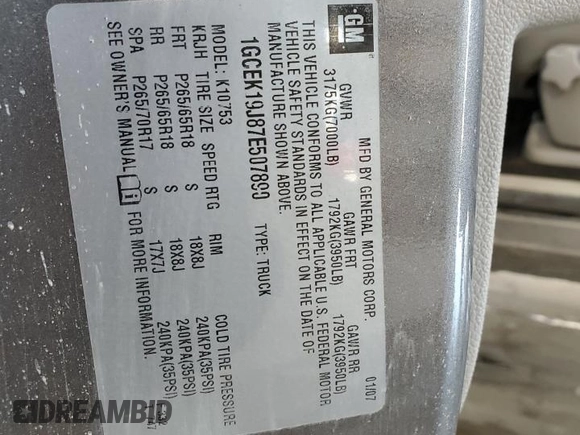 GM
MFD BY GENERAL MOTORS CORP.
01/07
GVWR GAWR FRT GAWR RR
3175KG(7000LB) 1792KG(3950LB) 1792KG(3950LB)
THIS VEHICLE CONFORMS TO ALL APPLICABLE U.S. FEDERAL MOTOR
VEHICLE SAFETY STANDARDS IN EFFECT ON THE DATE OF
MANUFACTURE SHOWN ABOVE.
1GCEK19J87E507890 TYPE: TRUCK
MODEL: K10753
KRJH TIRE SIZE SPEED RTG RIM COLD TIRE PRESSURE
FRT P265/65R18 S 18X8J 240KPA(35PSI)
RR P265/65R18 S 18X8J 240KPA(35PSI)
SPA P265/70R17 S 17X7J 240KPA(35PSI)
SEE OWNER'S MANUAL FOR MORE INFORMATION.
DREAMBID